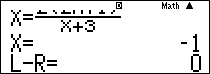 Math ▲
X=
X+3
X= -1
L-R= 0